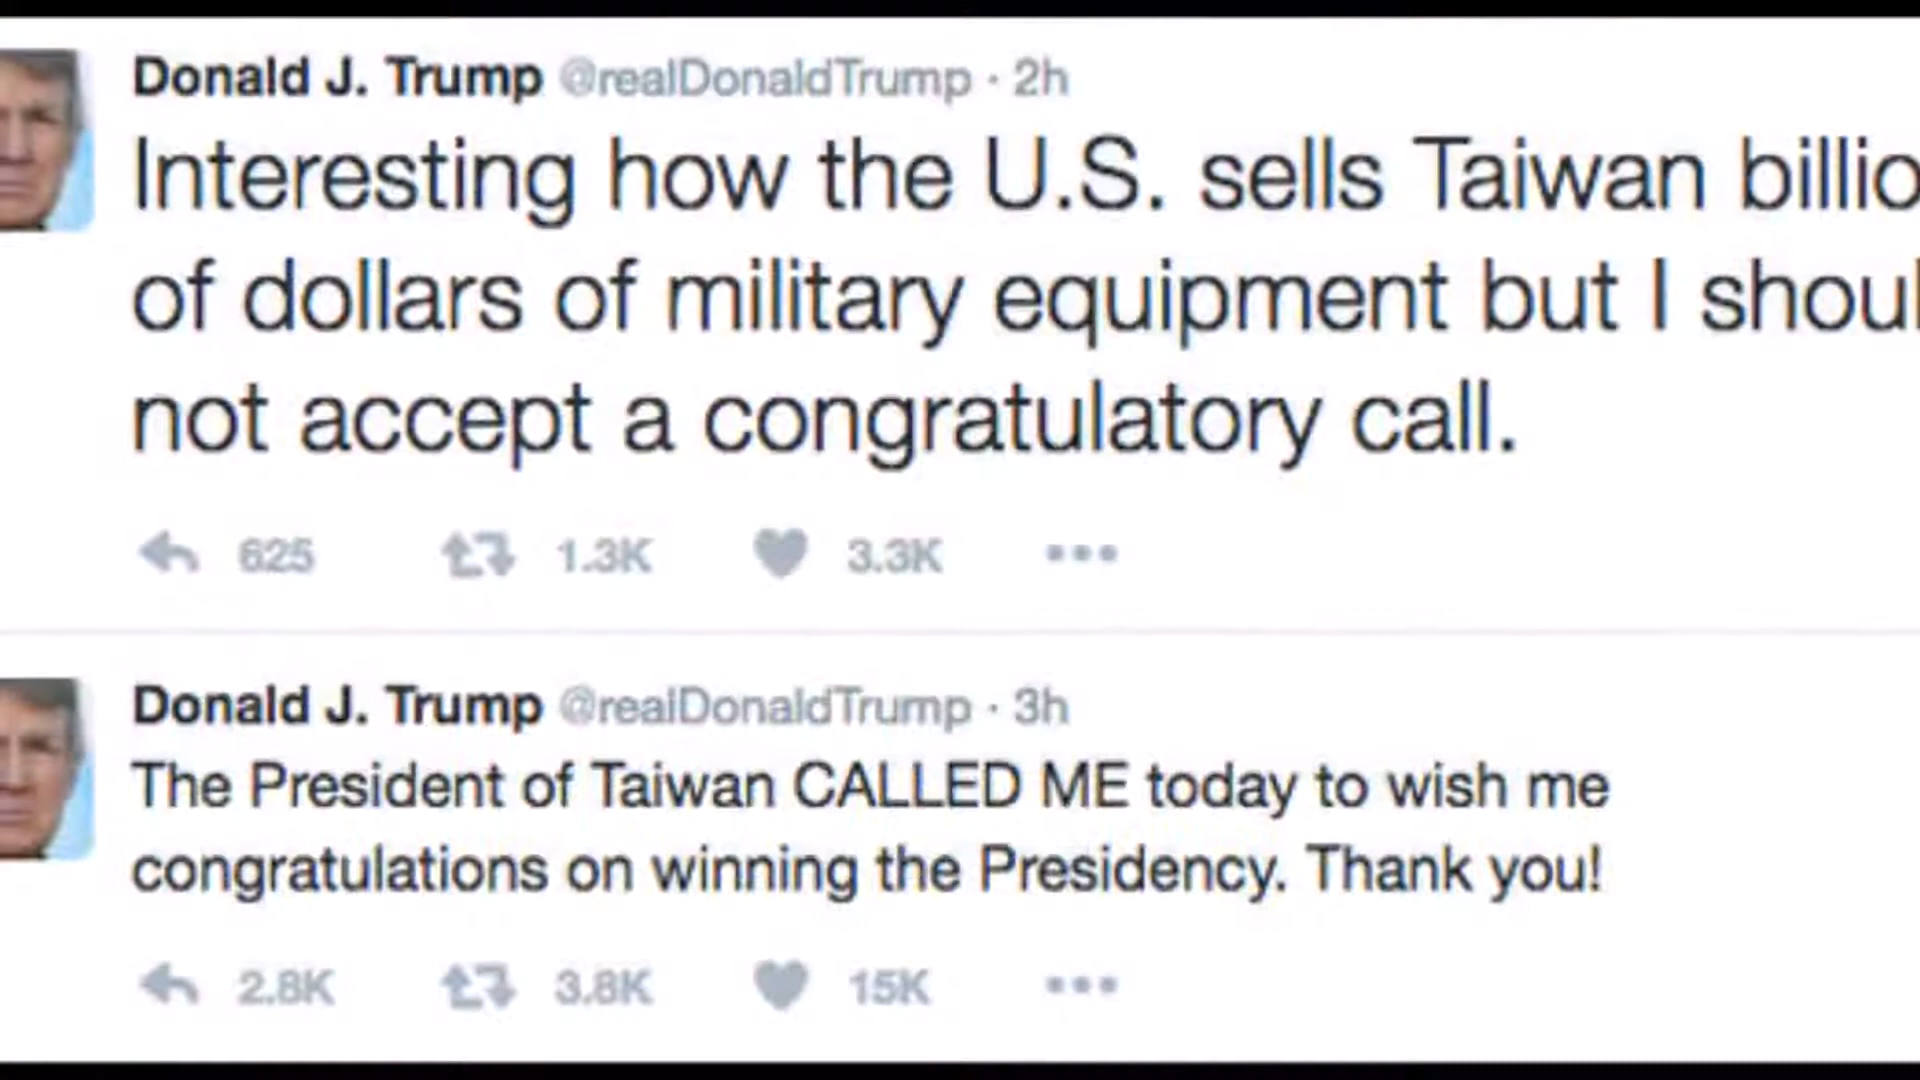 Donald J. Trump @realDonaldTrump · 2h
Interesting how the U.S. sells Taiwan billio
of dollars of military equipment but I shoul
not accept a congratulatory call.
625 1.3K 3.3K
Donald J. Trump @realDonaldTrump · 3h
The President of Taiwan CALLED ME today to wish me
congratulations on winning the Presidency. Thank you!
2.8K 3.8K 15K